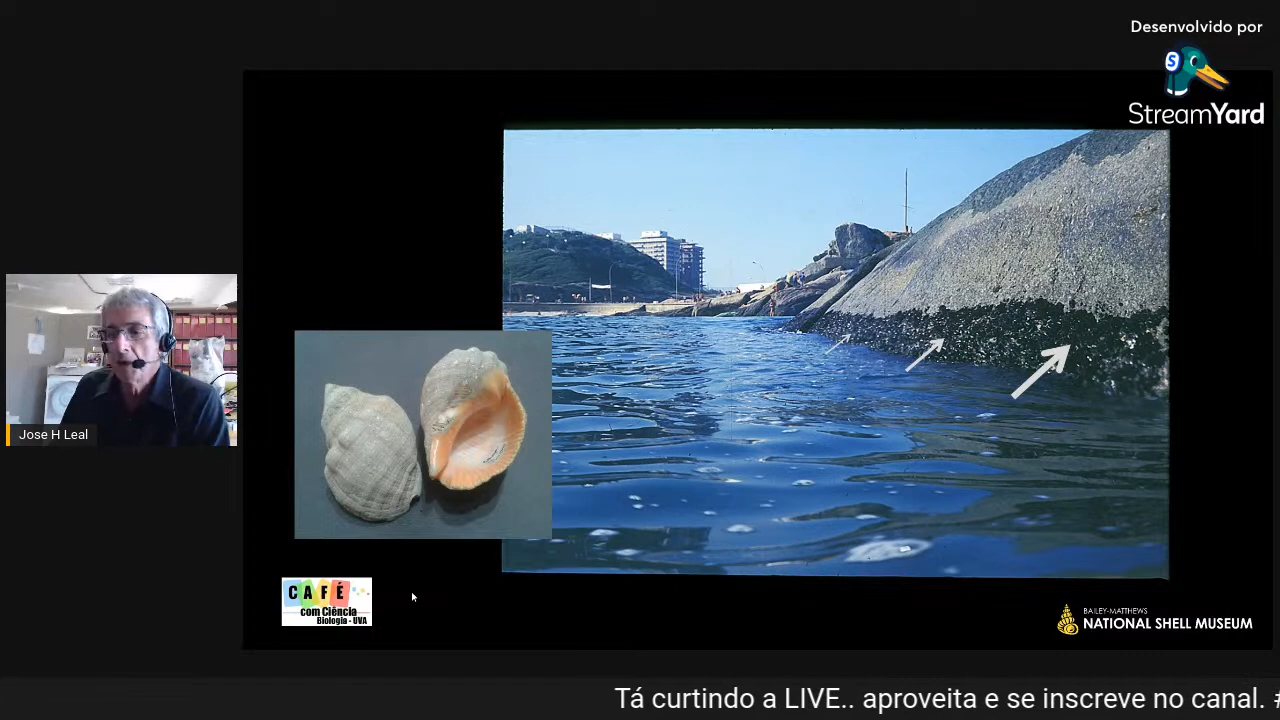 Desenvolvido por
StreamYard
Jose H Leal
CAFÉ
com Ciência
Biologia - UVA
BAILEY-MATTHEWS
NATIONAL SHELL MUSEUM
Tá curtindo a LIVE.. aproveita e se inscreve no canal. #